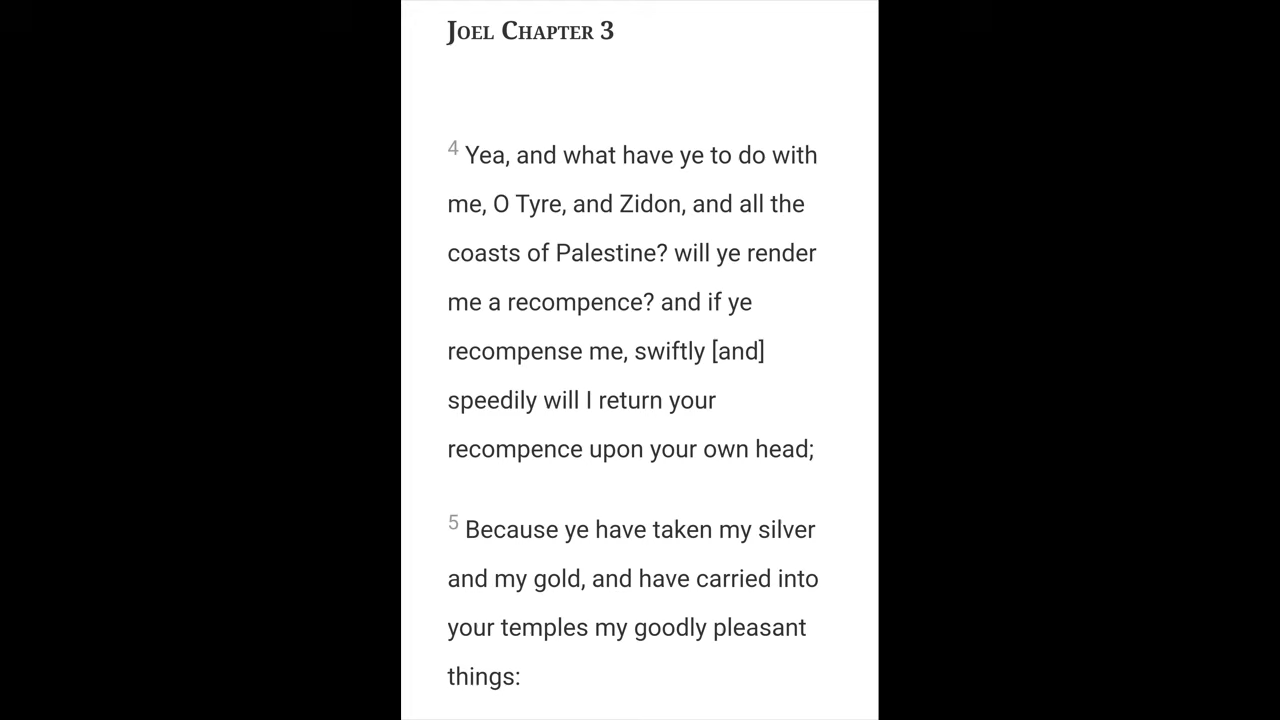 Joel Chapter 3
4 Yea, and what have ye to do with
me, O Tyre, and Zidon, and all the
coasts of Palestine? will ye render
me a recompence? and if ye
recompense me, swiftly [and]
speedily will I return your
recompence upon your own head;
5 Because ye have taken my silver
and my gold, and have carried into
your temples my goodly pleasant
things: